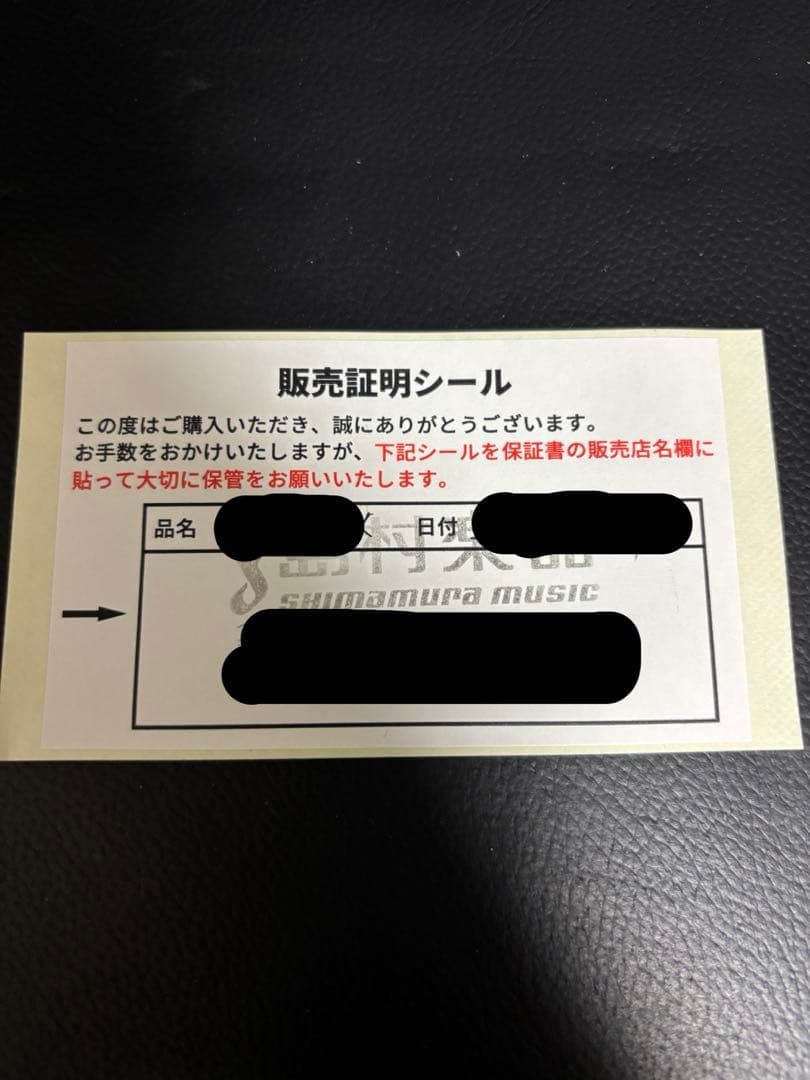 販売証明シール
この度はご購入いただき、誠にありがとうございます。
お手数をおかけいたしますが、下記シールを保証書の販売店名欄に
貼って大切に保管をお願いいたします。
品名 日付
島村楽器
SHIMAMURA MUSIC